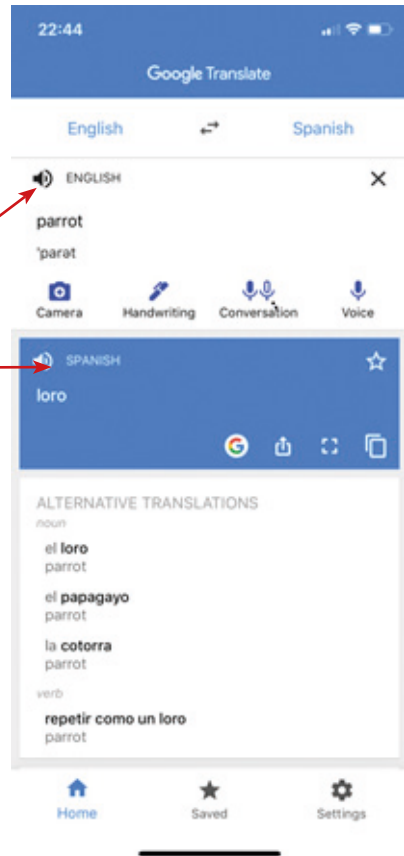 22:44
Google Translate
English Spanish
ENGLISH
parrot
'parət
Camera Handwriting Conversation Voice
SPANISH
loro
ALTERNATIVE TRANSLATIONS
noun
el loro
parrot
el papagayo
parrot
la cotorra
parrot
verb
repetir como un loro
parrot
Home Saved Settings